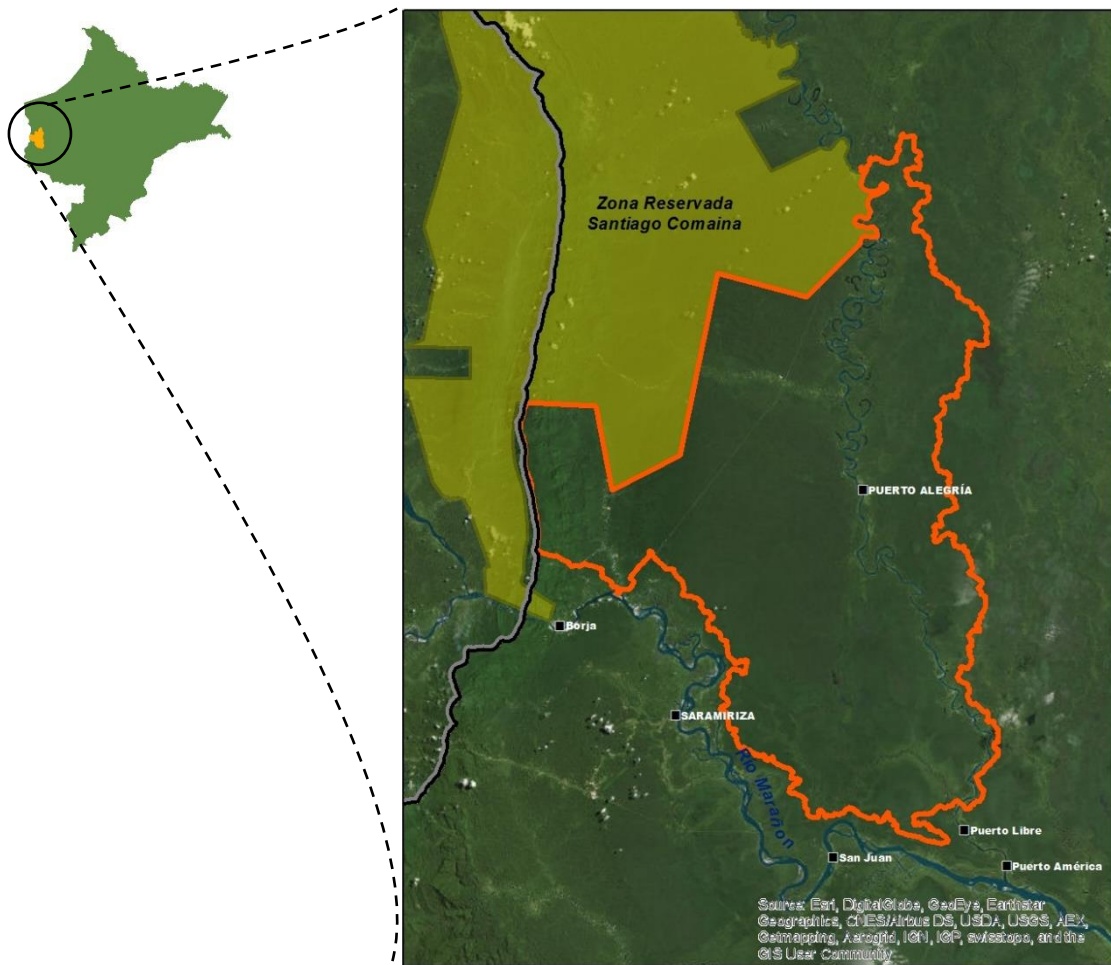 Zona Reservada
Santiago Comaina
PUERTO ALEGRÍA
Borja
SARAMIRIZA
Río Marañon
Puerto Libre
San Juan
Puerto América
Source: Esri, DigitalGlobe, GeoEye, Earthstar
Geographics, CNES/Airbus DS, USDA, USGS, AEX,
Getmapping, Aerogrid, IGN, IGP, swisstopo, and the
GIS User Community